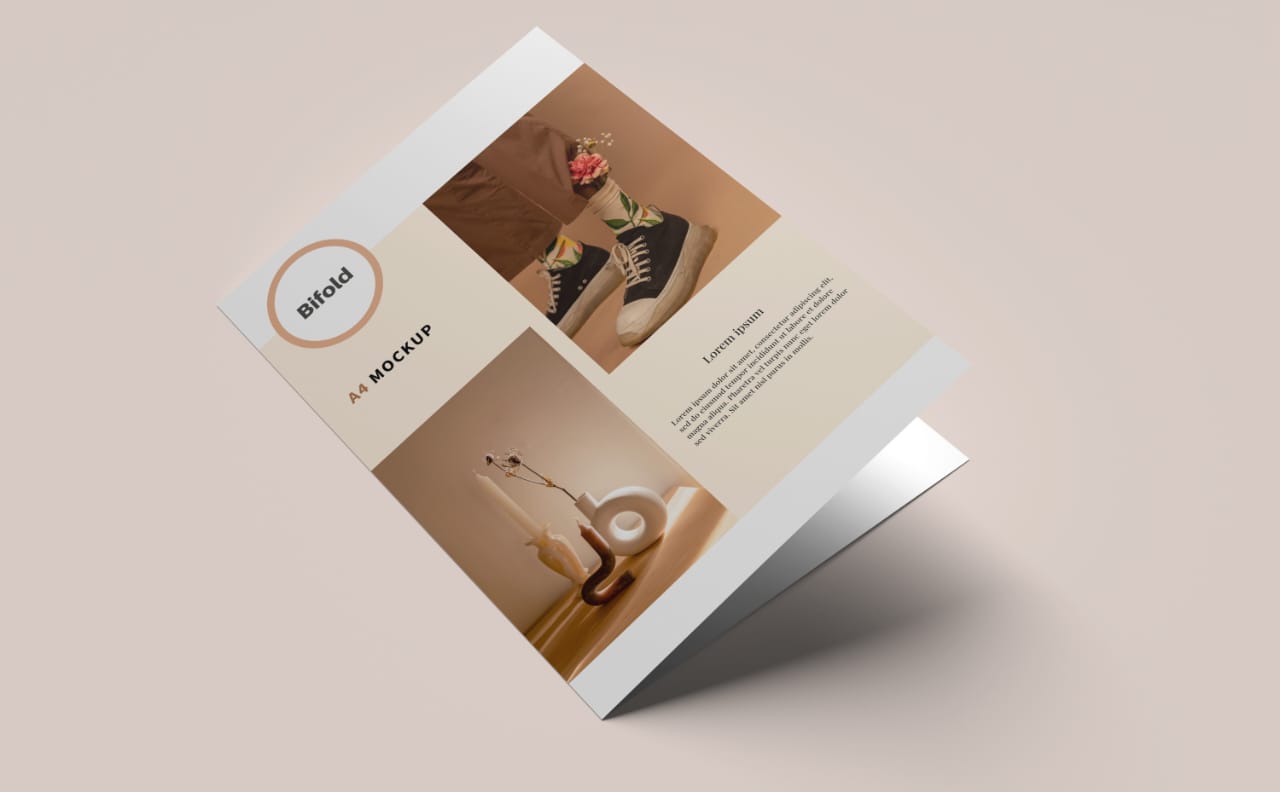 Bifold
A4 MOCKUP
Lorem ipsum
Lorem ipsum dolor sit amet, consectetur adipiscing elit,
sed do eiusmod tempor incididunt ut labore et dolore
magna aliqua. Pharetra vel turpis nunc eget lorem dolor
sed viverra. Sit amet nisl purus in mollis.